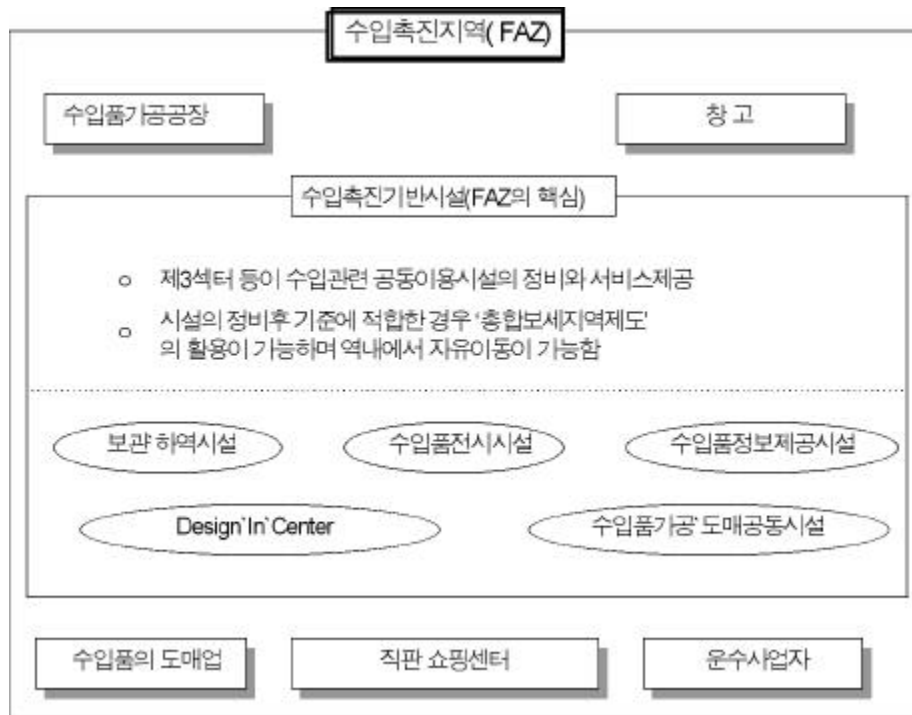 수입촉진지역( FAZ)
수입품가공공장
창 고
수입촉진기반시설(FAZ의 핵심)
o 제3섹터 등이 수입관련 공동이용시설의 정비와 서비스제공
o 시설의 정비후 기준에 적합한 경우 ‘총합보세지역제도’
의 활용이 가능하며 역내에서 자유이동이 가능함
보관‘하역시설
수입품전시시설
수입품정보제공시설
Design`In`Center
수입품가공‘도매공동시설
수입품의 도매업
직판 쇼핑센터
운수사업자